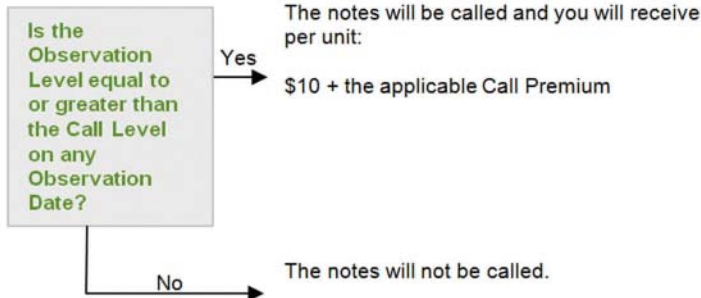 Is the
Observation
Level equal to
or greater than
the Call Level
on any
Observation
Date?
Yes
The notes will be called and you will receive
per unit:
$10 + the applicable Call Premium
No
The notes will not be called.